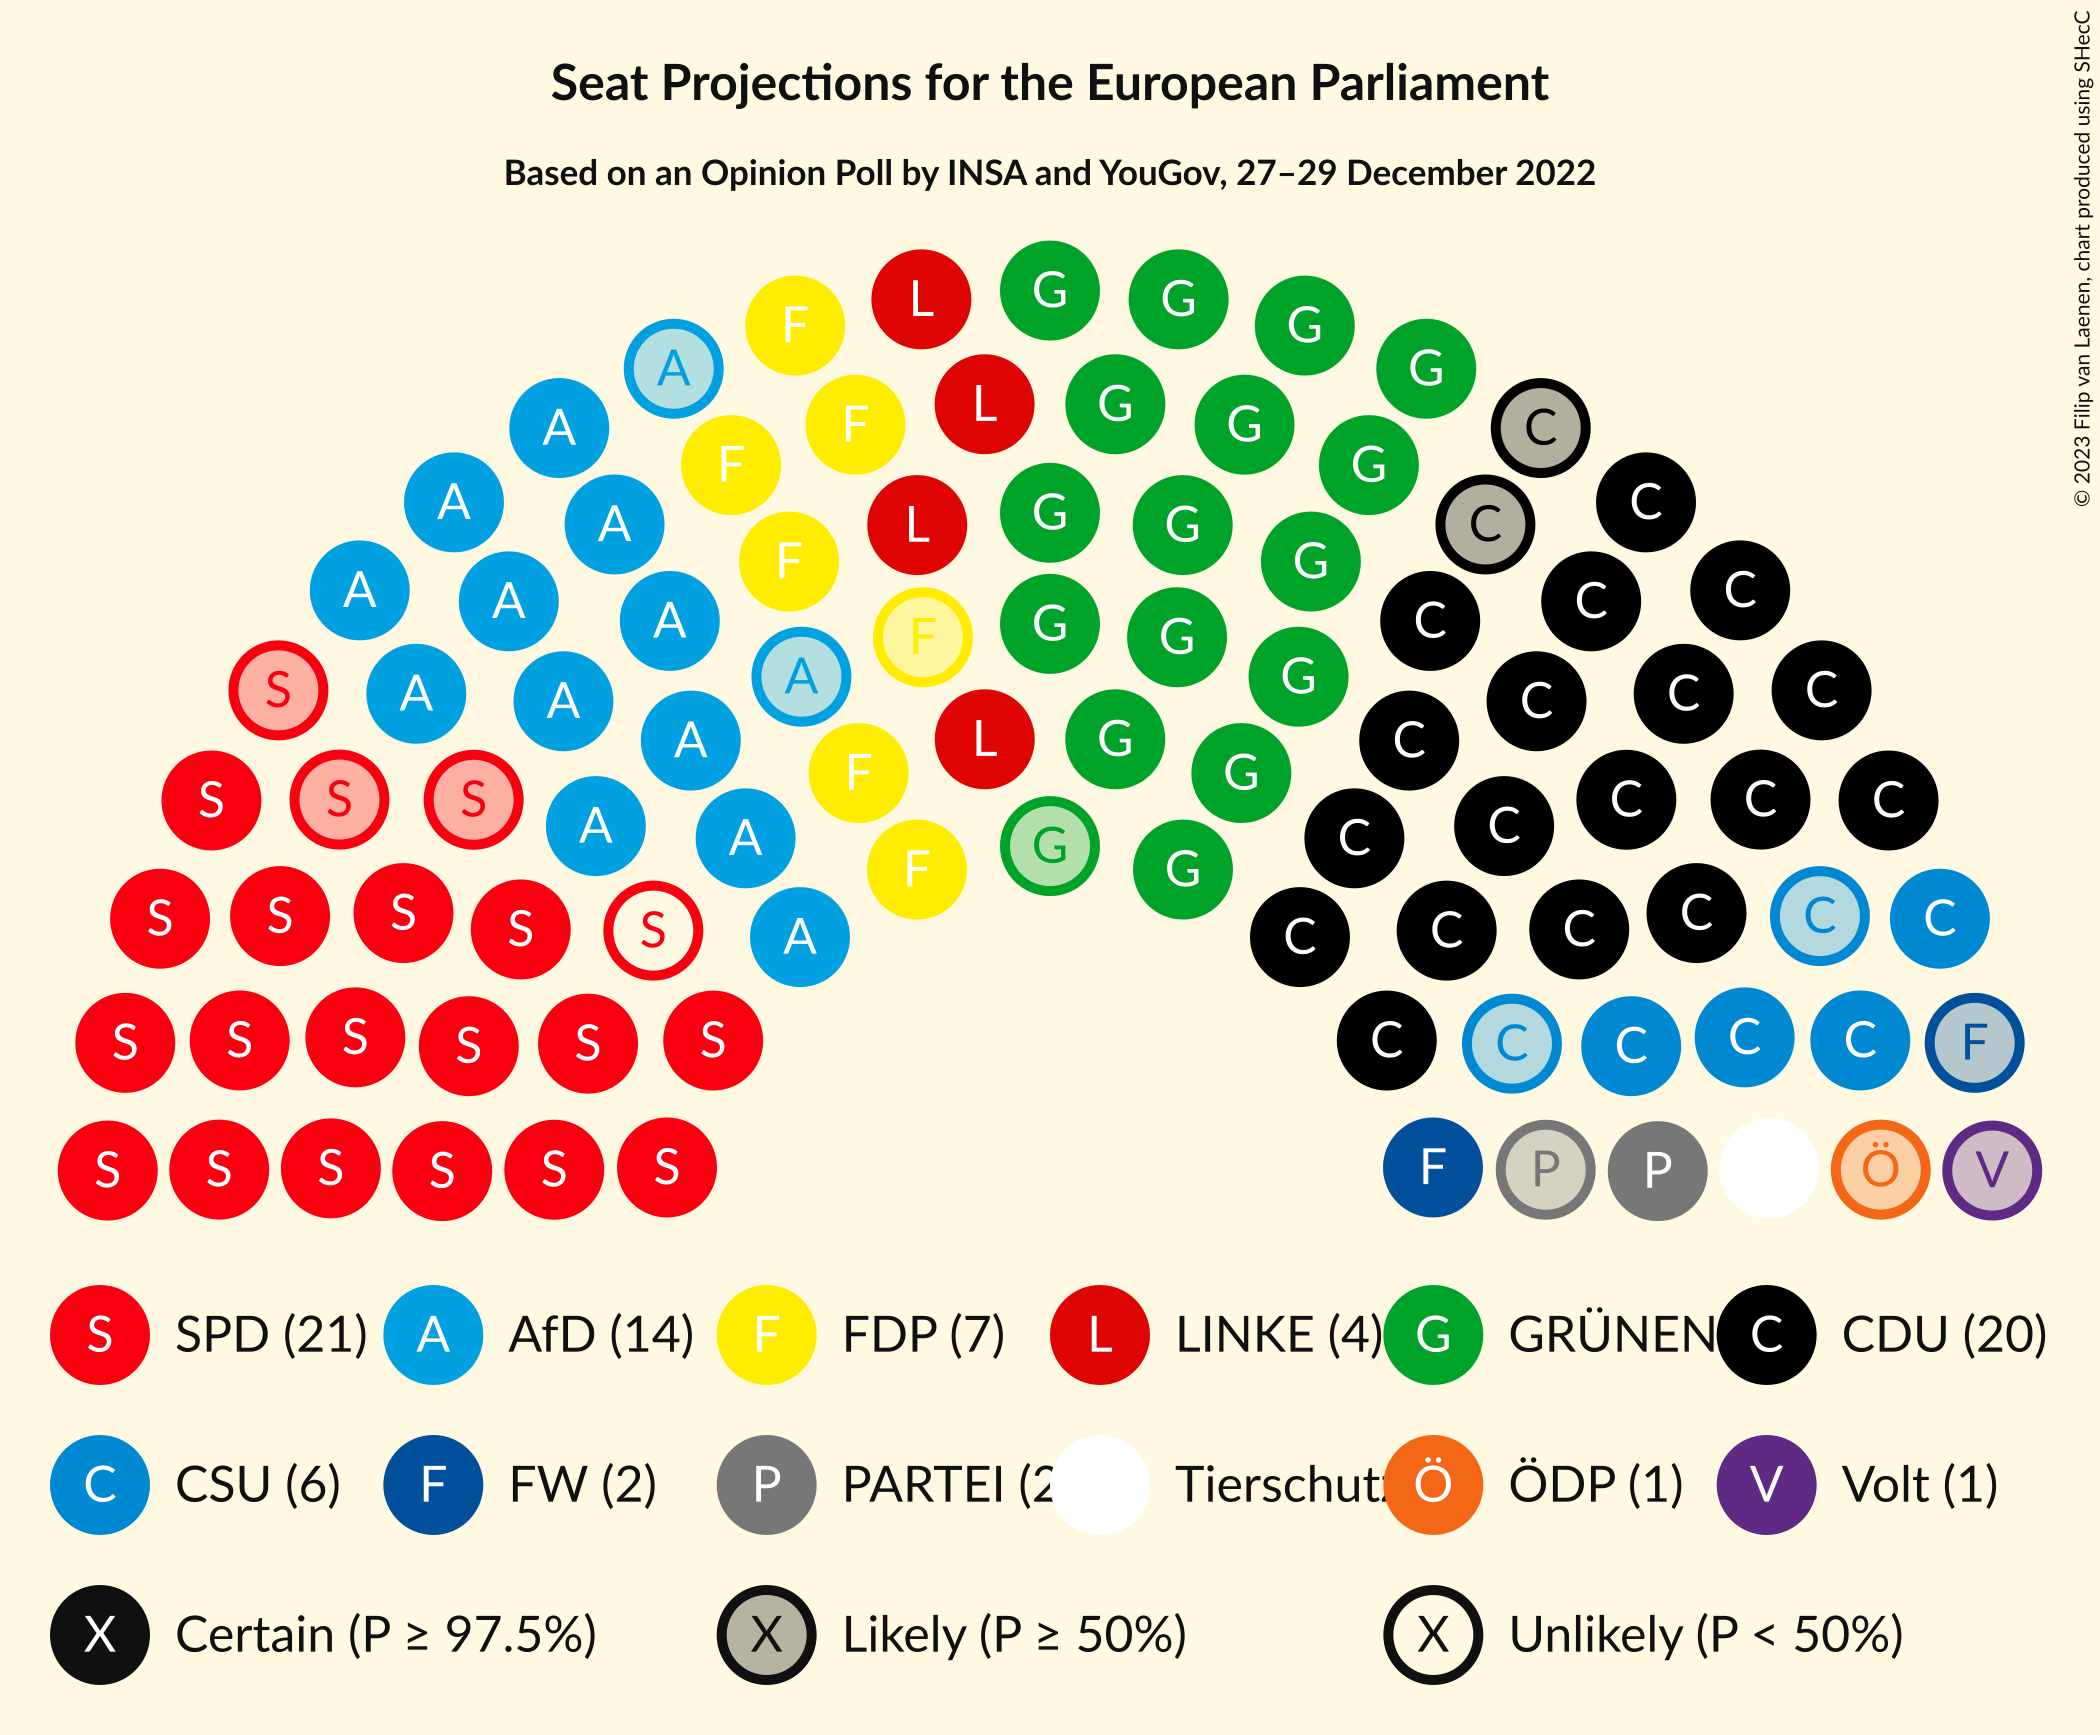 Seat Projections for the European Parliament
Based on an Opinion Poll by INSA and YouGov, 27–29 December 2022
© 2023 Filip van Laenen, chart produced using SHecC
G
L G
F G
A F G
L G
A F G C
F G
A A L G G C C
F G
A A G C C
S A F G C
A A A F G G C C
S S S A A L G C C C C C
A A F G C C
S S S S S A F G G C C C C C C
A C
S S S S S S C C C C C F
S S S S S S F P P Ö V
S SPD (21) A AfD (14) F FDP (7) L LINKE (4) G GRÜNEN C CDU (20)
C CSU (6) F FW (2) P PARTEI (2 Tierschutz Ö ÖDP (1) V Volt (1)
X Certain (P ≥ 97.5%) X Likely (P ≥ 50%) X Unlikely (P < 50%)